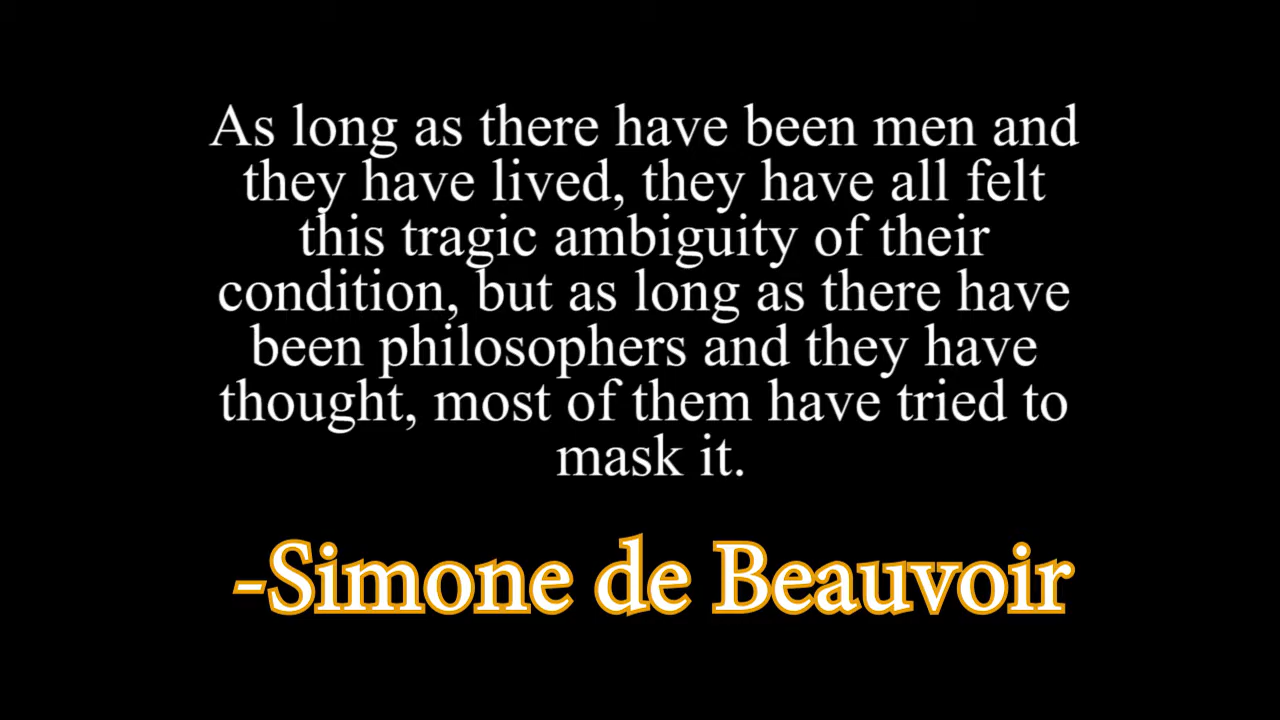 As long as there have been men and
they have lived, they have all felt
this tragic ambiguity of their
condition, but as long as there have
been philosophers and they have
thought, most of them have tried to
mask it.
-Simone de Beauvoir